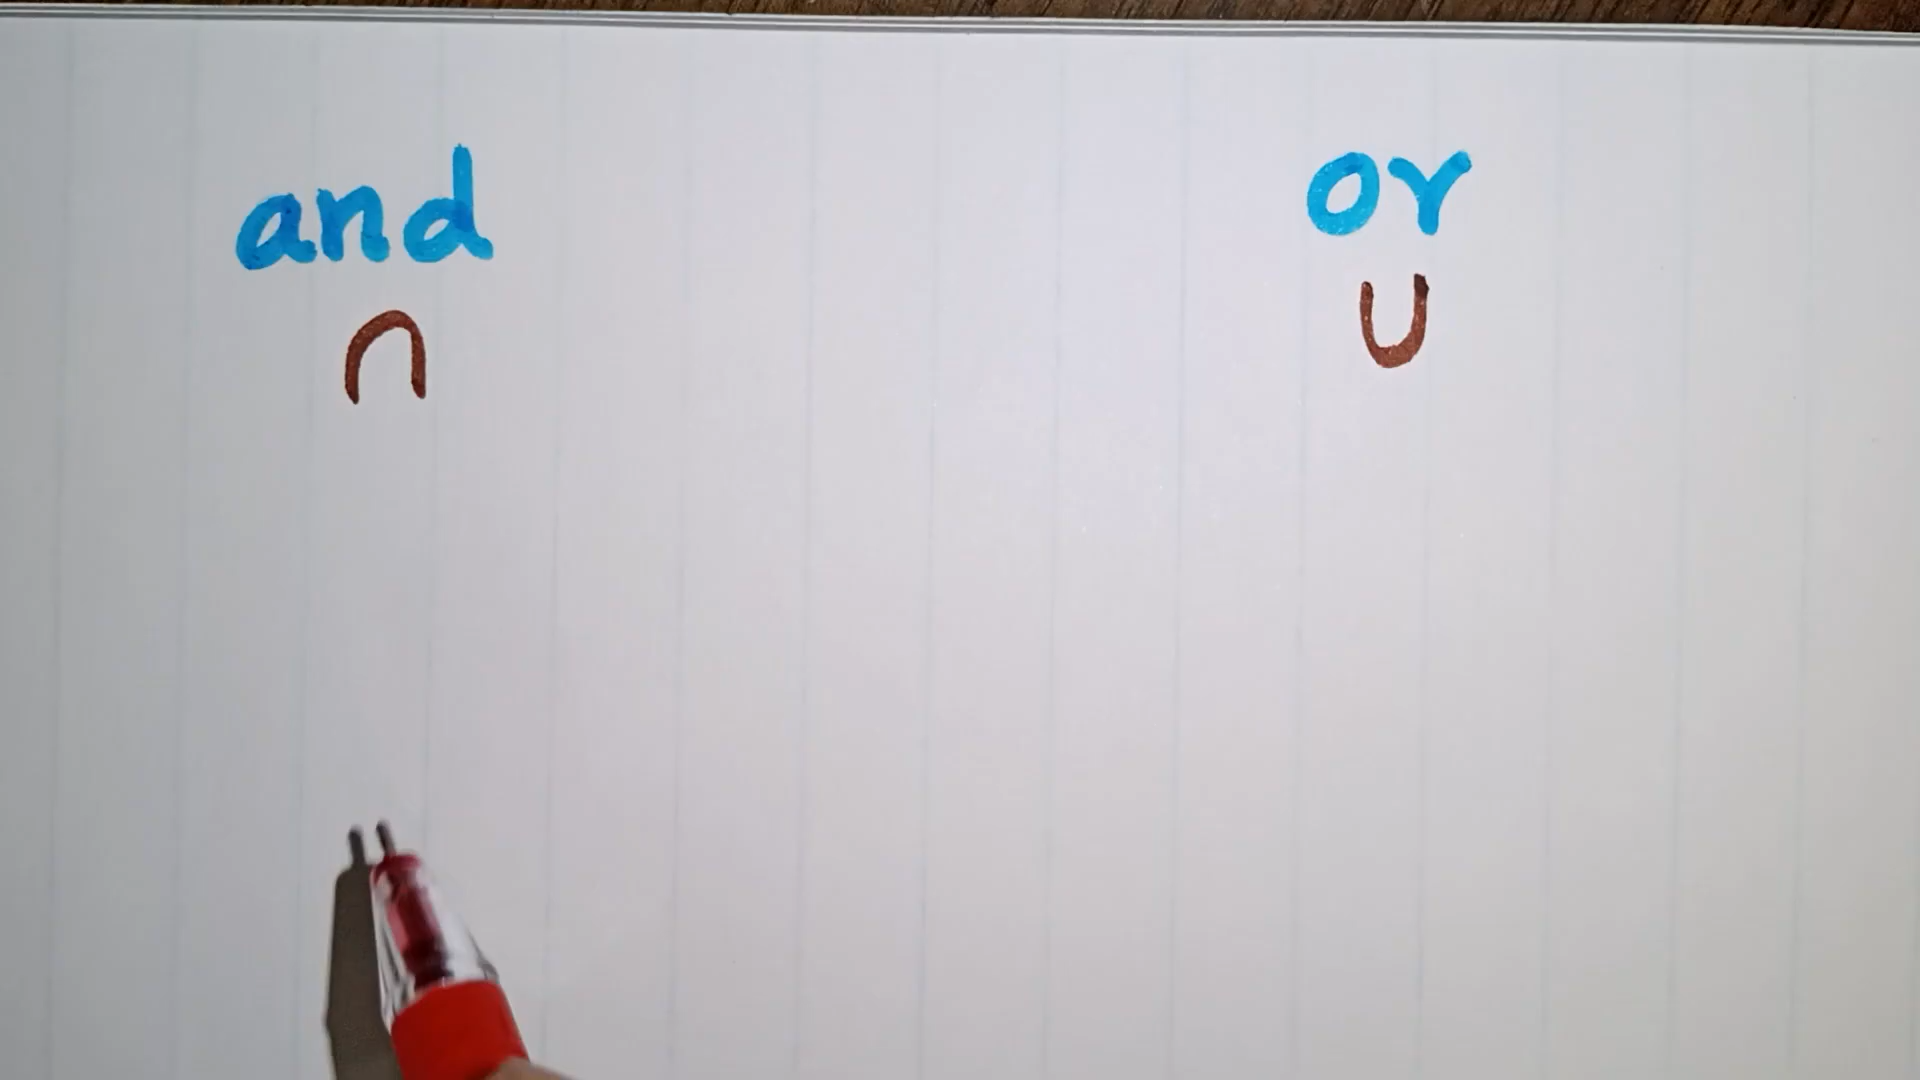 and or
∩ ∪